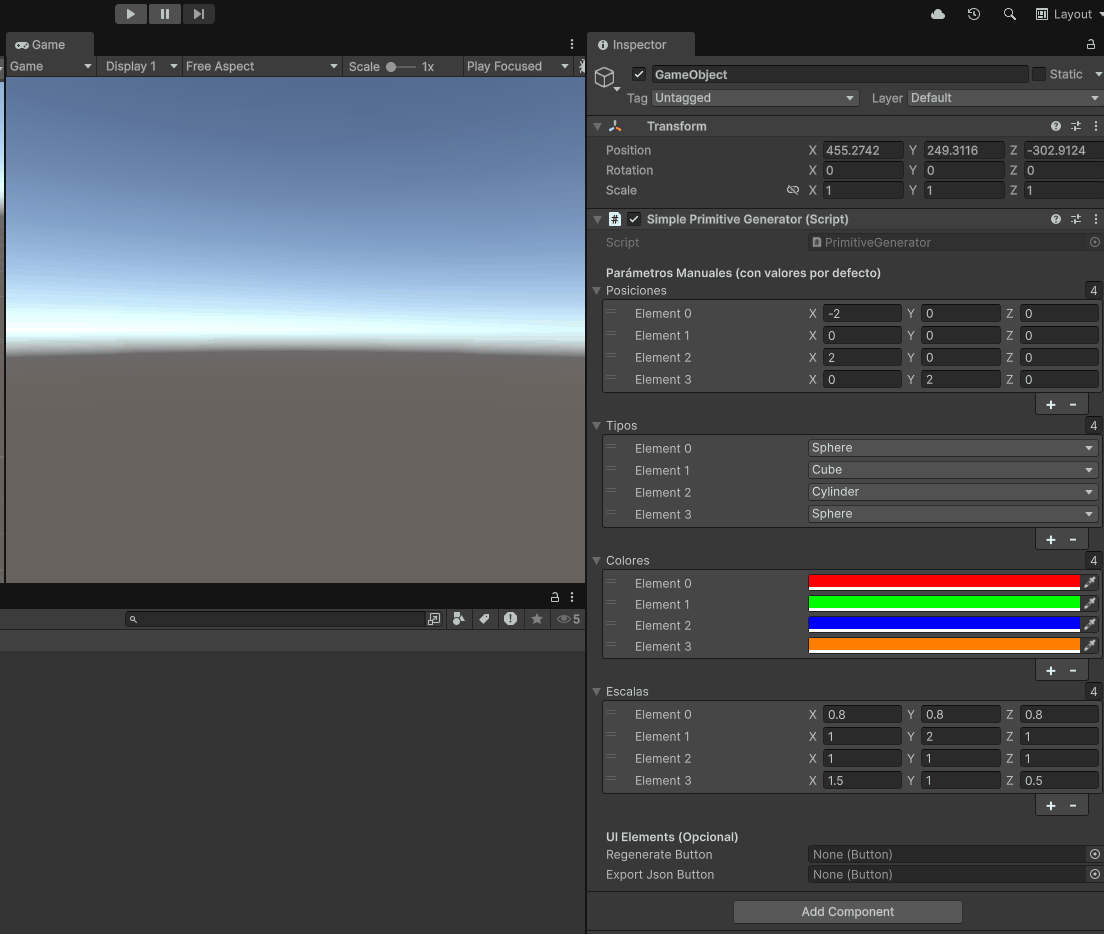 Layout
Game
Inspector
Game Display 1 Free Aspect Scale 1x Play Focused
GameObject Static
Tag Untagged Layer Default
Transform
Position X 455.2742 Y 249.3116 Z -302.9124
Rotation X 0 Y 0 Z 0
Scale X 1 Y 1 Z 1
# Simple Primitive Generator (Script)
Script PrimitiveGenerator
Parámetros Manuales (con valores por defecto)
Posiciones 4
Element 0 X -2 Y 0 Z 0
Element 1 X 0 Y 0 Z 0
Element 2 X 2 Y 0 Z 0
Element 3 X 0 Y 2 Z 0
+ -
Tipos 4
Element 0 Sphere
Element 1 Cube
Element 2 Cylinder
Element 3 Sphere
+ -
Colores 4
Element 0
Element 1
Element 2
Element 3
+ -
Escalas 4
Element 0 X 0.8 Y 0.8 Z 0.8
Element 1 X 1 Y 2 Z 1
Element 2 X 1 Y 1 Z 1
Element 3 X 1.5 Y 1 Z 0.5
+ -
UI Elements (Opcional)
Regenerate Button None (Button)
Export Json Button None (Button)
Add Component
5